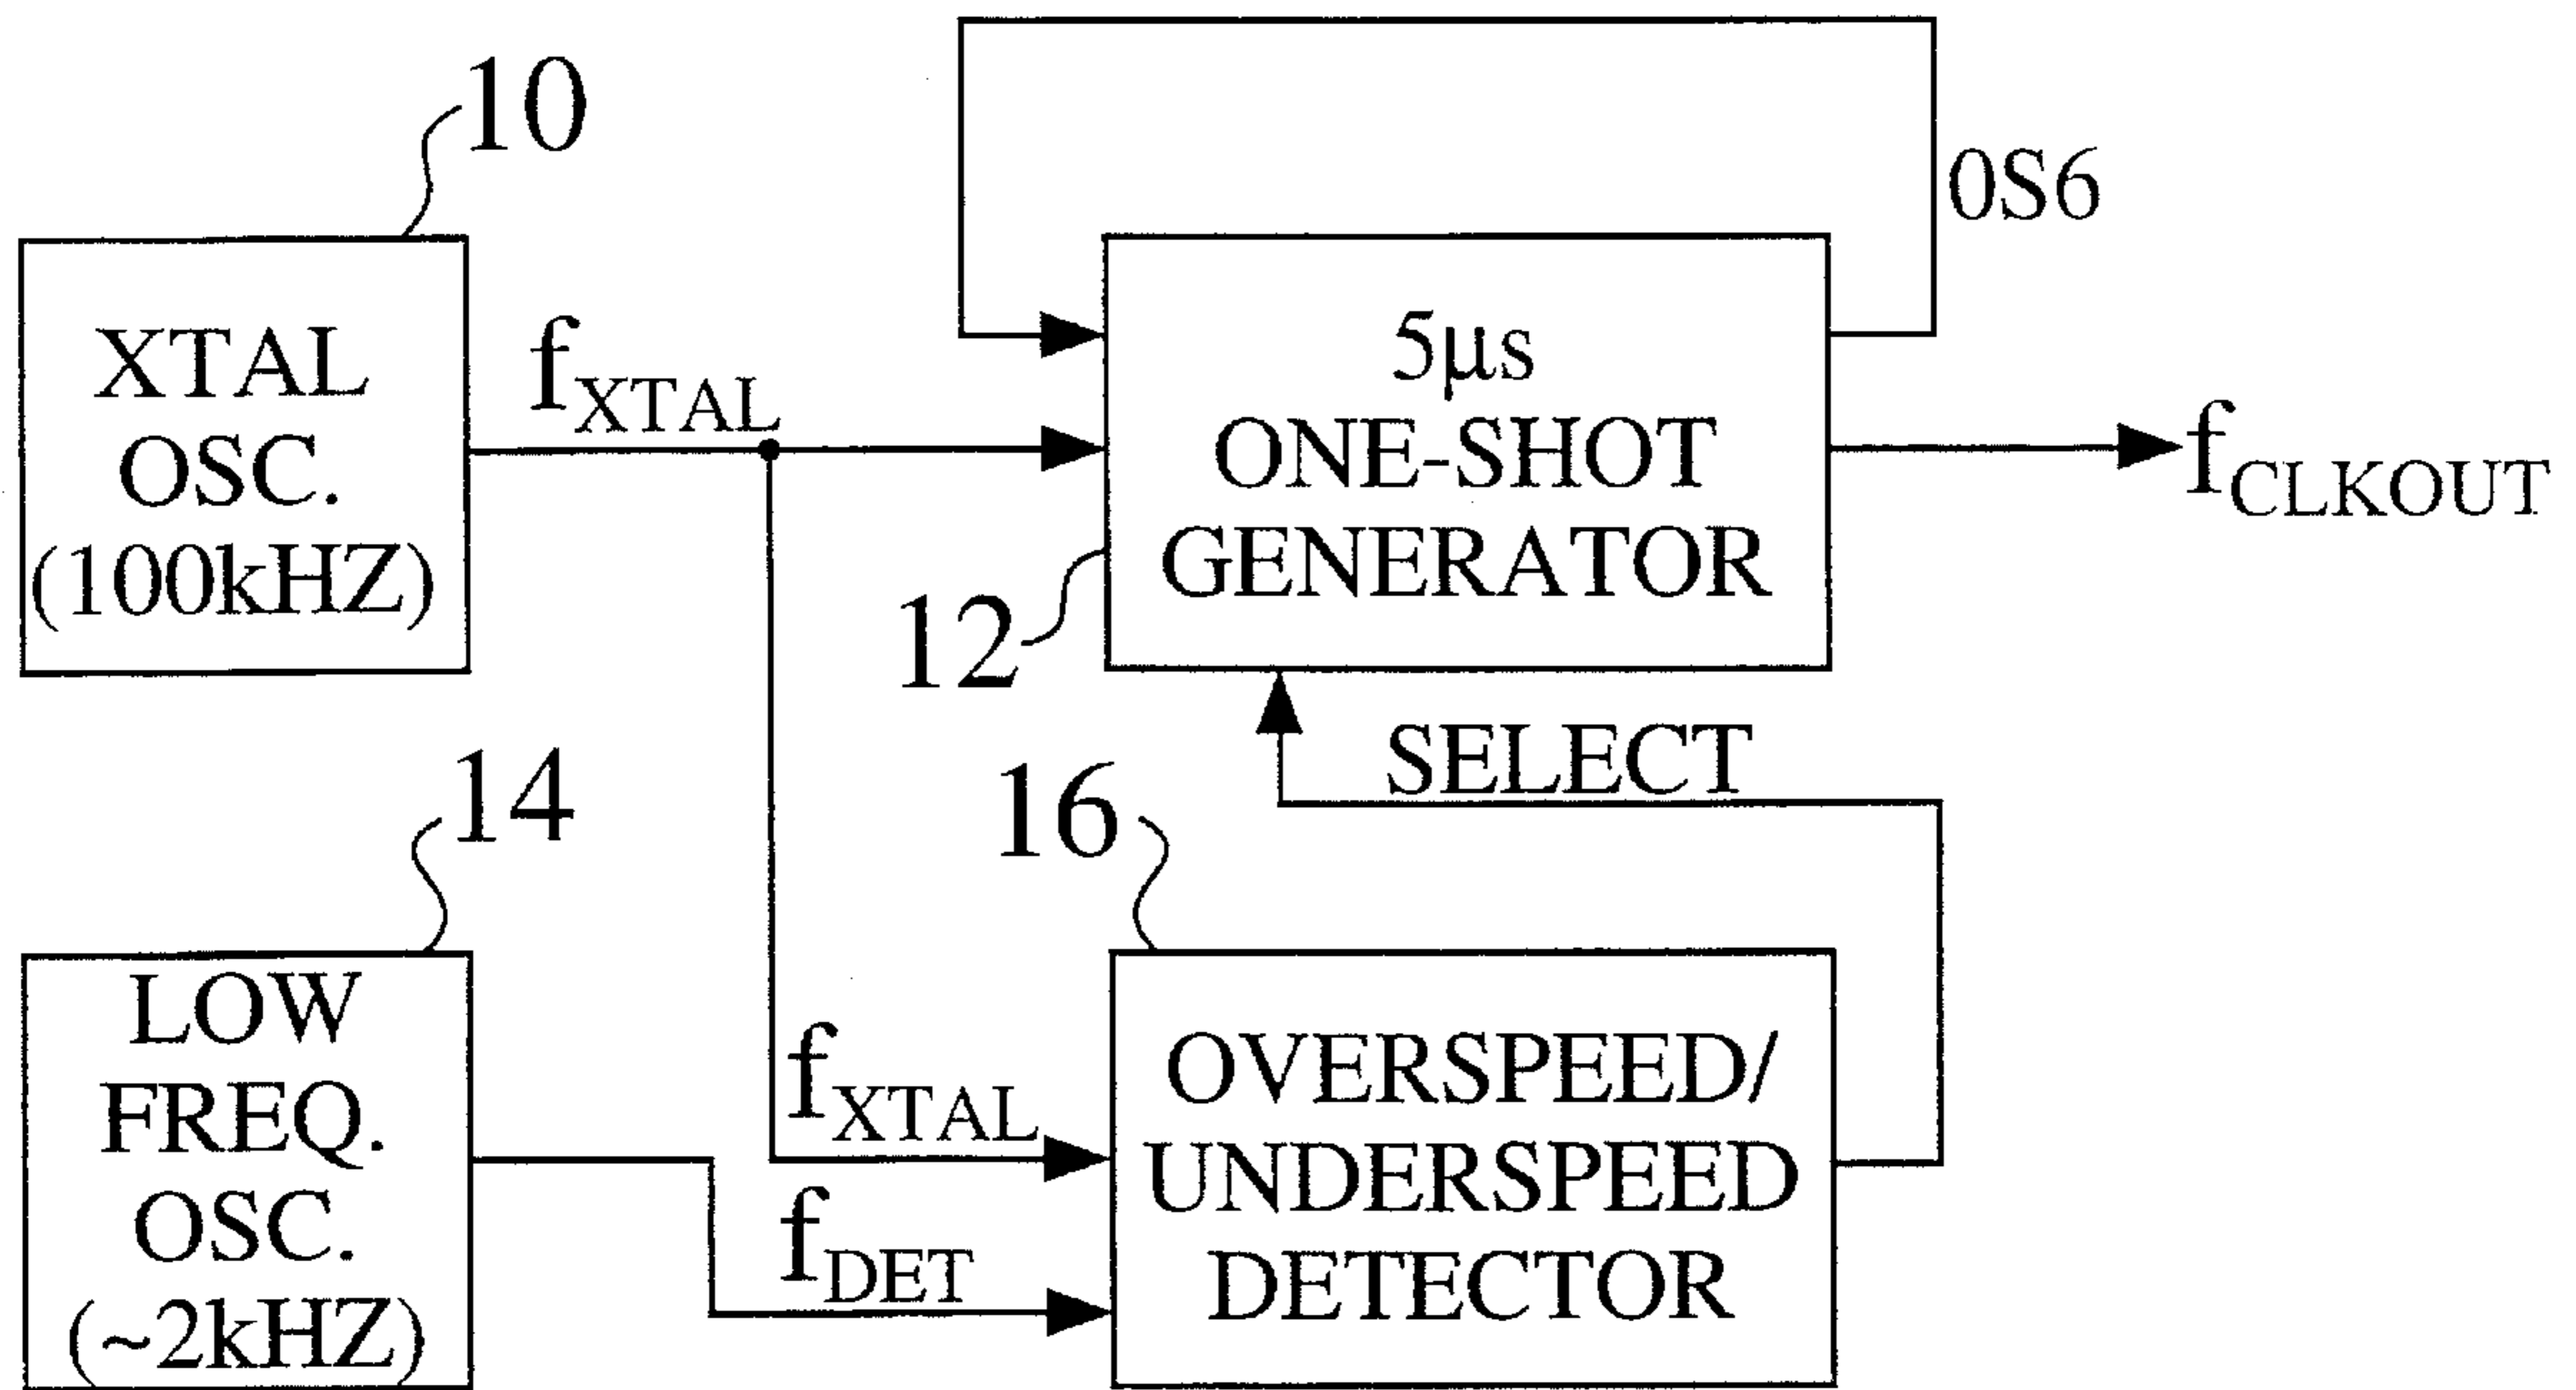 10
XTAL
OSC.
(100kHZ)
fXTAL
0S6
5μs
ONE-SHOT
GENERATOR
12
fCLKOUT
SELECT
14
LOW
FREQ.
OSC.
(~2kHZ)
16
fXTAL
fDET
OVERSPEED/
UNDERSPEED
DETECTOR